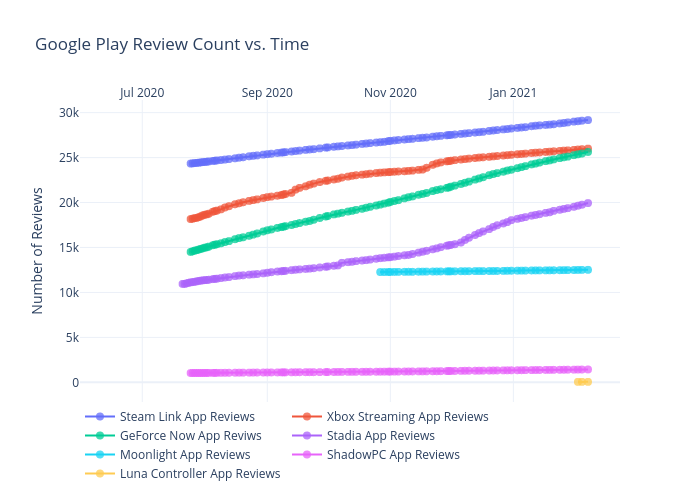 Google Play Review Count vs. Time
Jul 2020 Sep 2020 Nov 2020 Jan 2021
30k
25k
20k
15k
10k
5k
0
Number of Reviews
Steam Link App Reviews Xbox Streaming App Reviews
GeForce Now App Reviws Stadia App Reviews
Moonlight App Reviews ShadowPC App Reviews
Luna Controller App Reviews